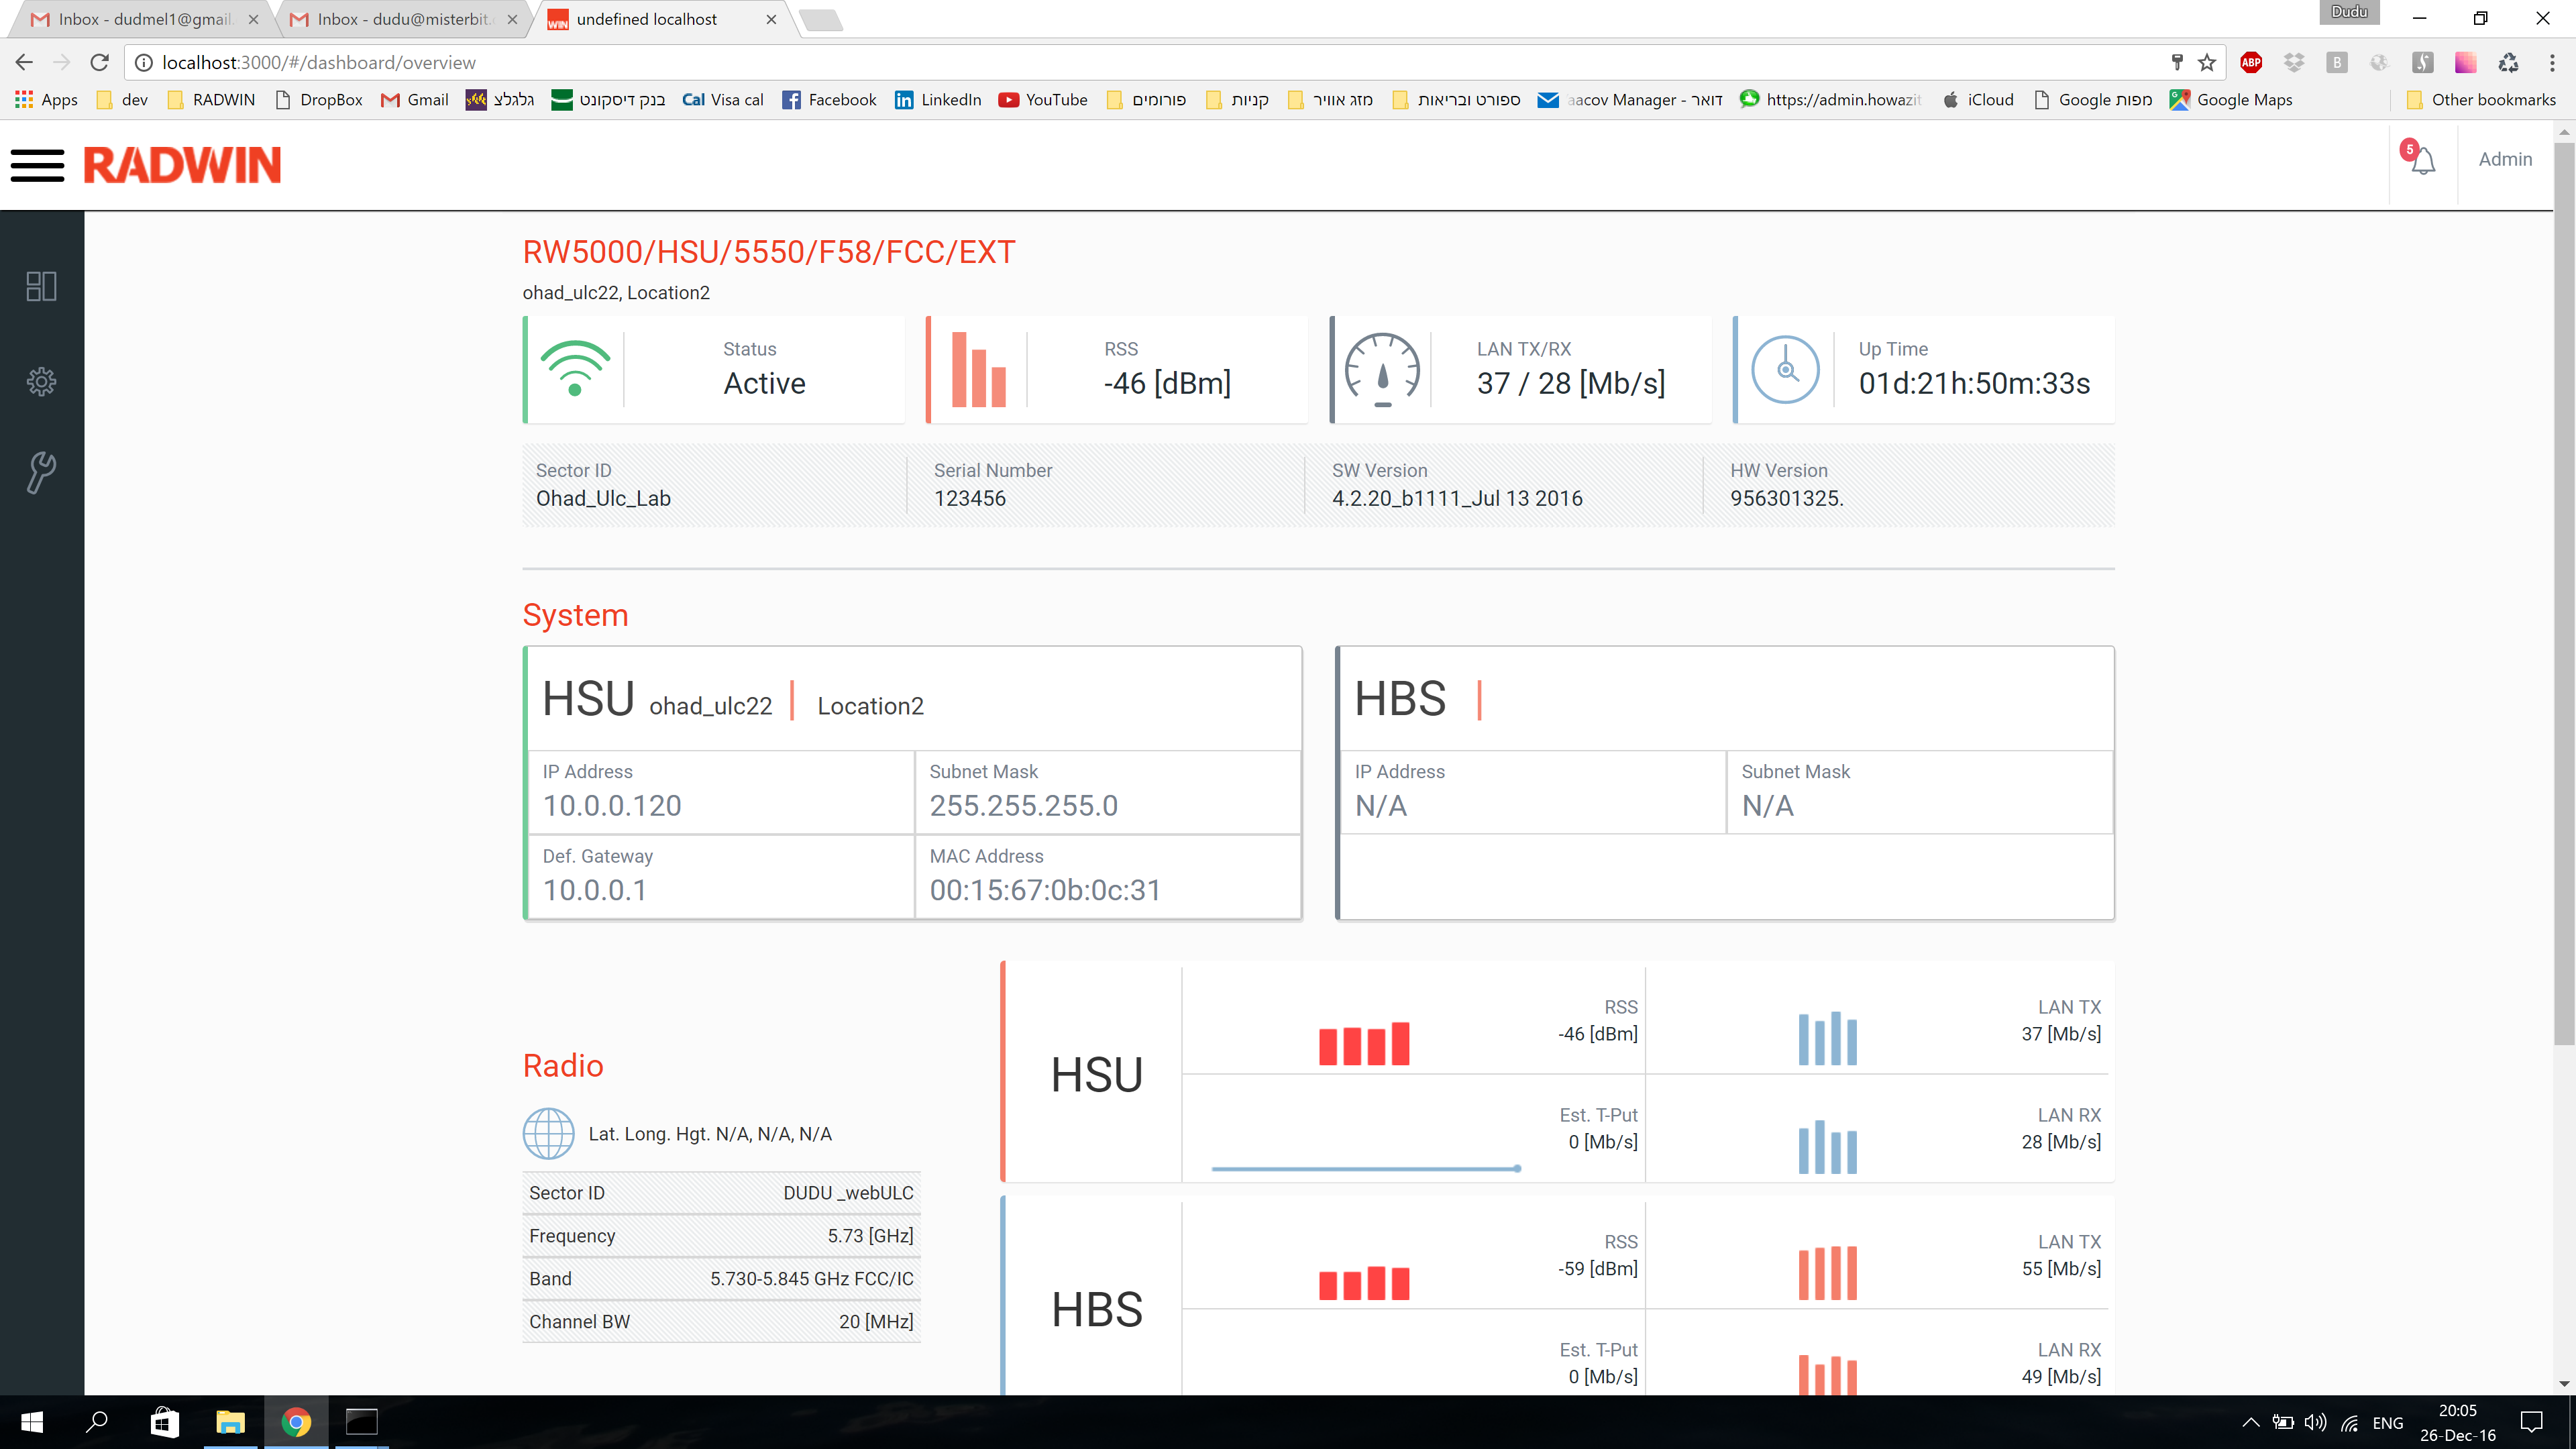 Inbox - dudmel1@gmail.
Inbox - dudu@misterbit.
undefined localhost
Dudu
localhost:3000/#/dashboard/overview
ABP
Apps
dev
RADWIN
DropBox
Gmail
גלגלצ
בנק דיסקונט
Cal Visa cal
Facebook
LinkedIn
YouTube
פורומים
קניות
מזג אוויר
ספורט ובריאות
aacov Manager - דואר
https://admin.howazit
iCloud
Google מפות
Google Maps
Other bookmarks
RADWIN
5
Admin
RW5000/HSU/5550/F58/FCC/EXT
ohad_ulc22, Location2
Status
Active
RSS
-46 [dBm]
LAN TX/RX
37 / 28 [Mb/s]
Up Time
01d:21h:50m:33s
Sector ID
Ohad_Ulc_Lab
Serial Number
123456
SW Version
4.2.20_b1111_Jul 13 2016
HW Version
956301325.
System
HSU ohad_ulc22 | Location2
IP Address
10.0.0.120
Subnet Mask
255.255.255.0
Def. Gateway
10.0.0.1
MAC Address
00:15:67:0b:0c:31
HBS |
IP Address
N/A
Subnet Mask
N/A
Radio
Lat. Long. Hgt. N/A, N/A, N/A
Sector ID DUDU _webULC
Frequency 5.73 [GHz]
Band 5.730-5.845 GHz FCC/IC
Channel BW 20 [MHz]
HSU
RSS
-46 [dBm]
LAN TX
37 [Mb/s]
Est. T-Put
0 [Mb/s]
LAN RX
28 [Mb/s]
HBS
RSS
-59 [dBm]
LAN TX
55 [Mb/s]
Est. T-Put
0 [Mb/s]
LAN RX
49 [Mb/s]
ENG
20:05
26-Dec-16